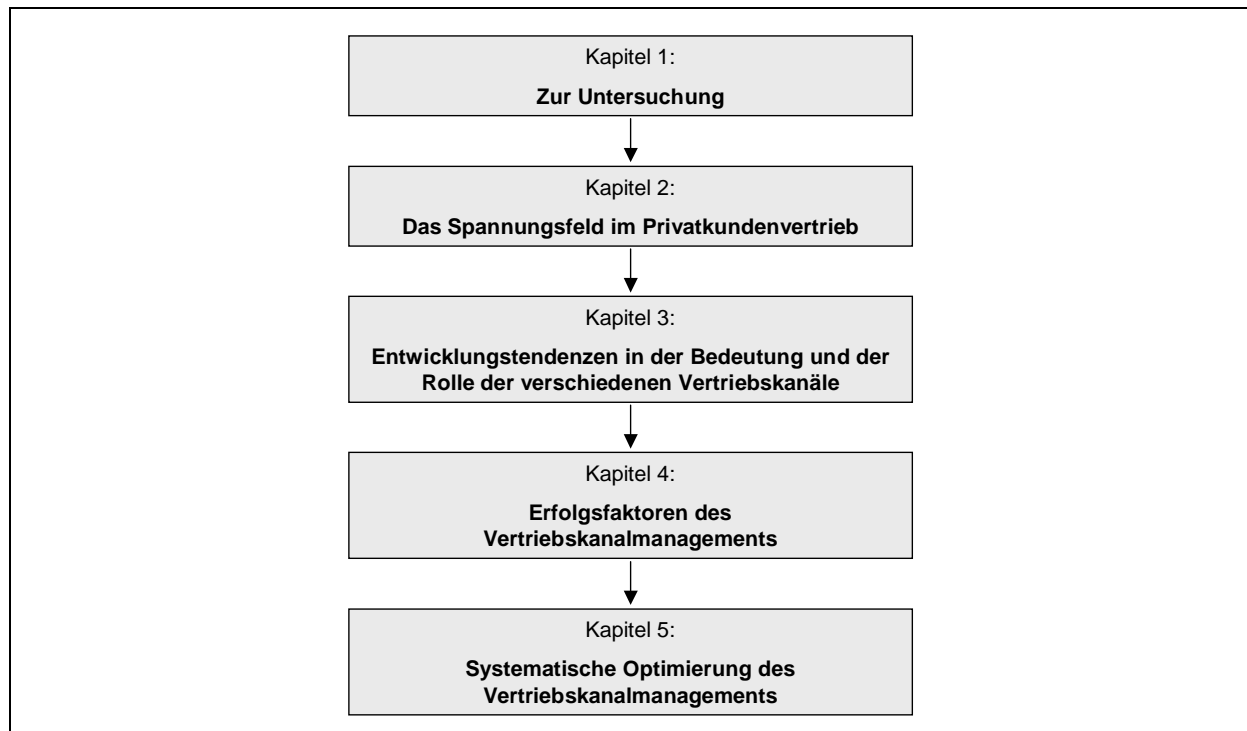 Kapitel 1:
Zur Untersuchung
Kapitel 2:
Das Spannungsfeld im Privatkundenvertrieb
Kapitel 3:
Entwicklungstendenzen in der Bedeutung und der
Rolle der verschiedenen Vertriebskanäle
Kapitel 4:
Erfolgsfaktoren des
Vertriebskanalmanagements
Kapitel 5:
Systematische Optimierung des
Vertriebskanalmanagements